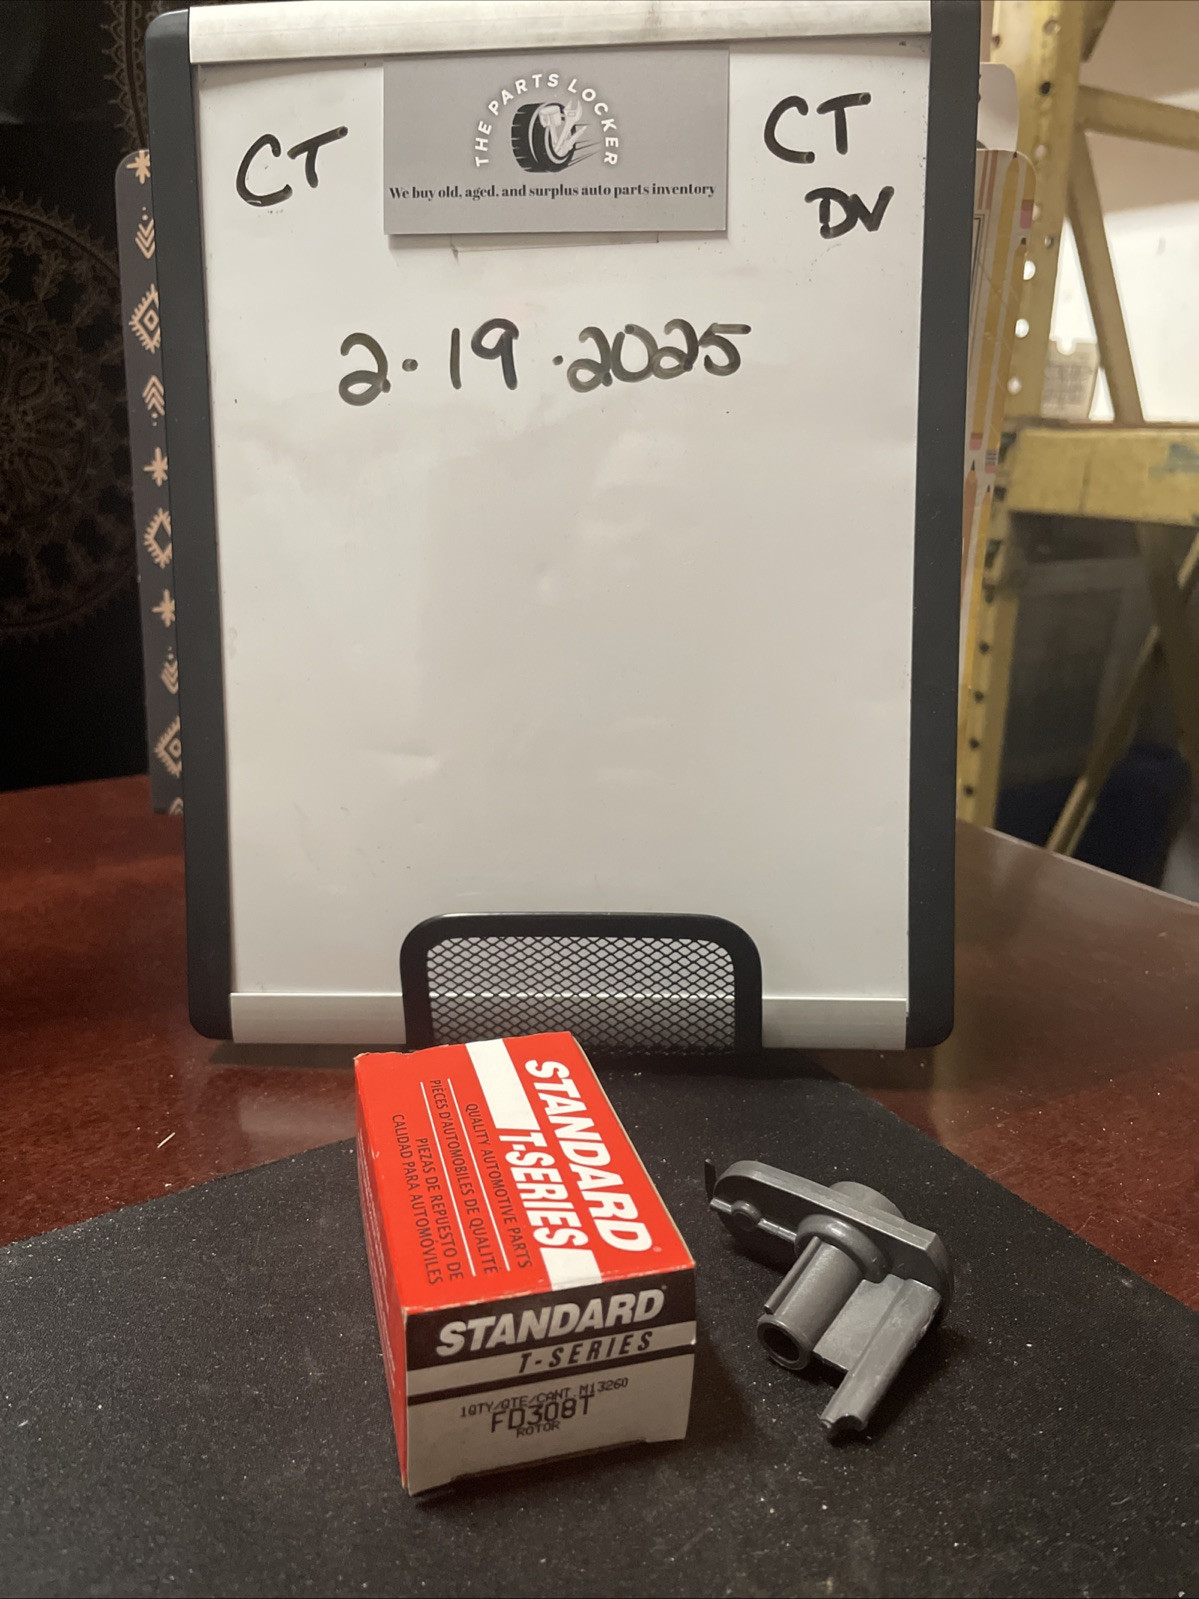 THE PARTS LOCKER
We buy old, aged, and surplus auto parts inventory
CT
CT
DV
2.19.2025
STANDARD
T-SERIES
QUALITY AUTOMOTIVE PARTS
PIÈCES D'AUTOMOBILES DE QUALITE
PIEZAS DE REPUESTO DE
CALIDAD PARA AUTOMÓVILES
STANDARD
T-SERIES
1QTY/QTE/CANT M13260
FD308T
ROTOR